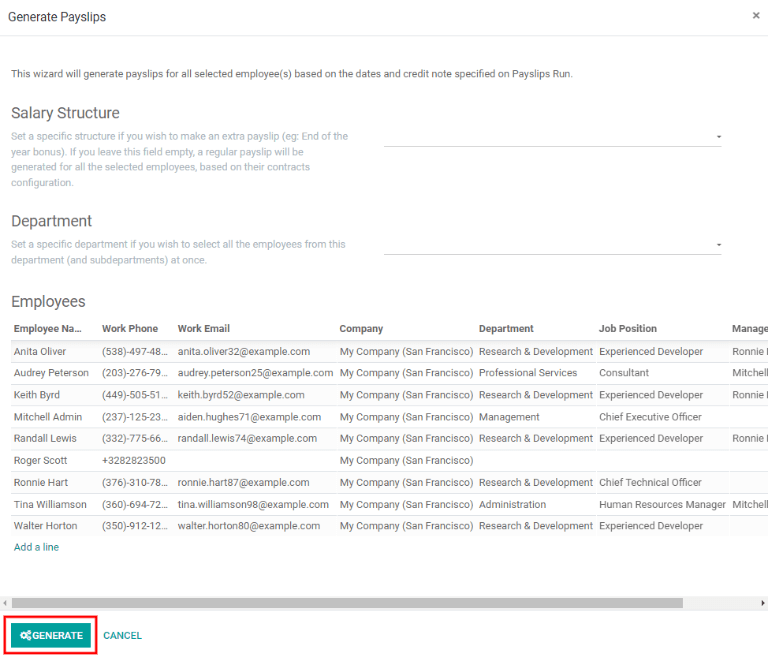 Generate Payslips ×
This wizard will generate payslips for all selected employee(s) based on the dates and credit note specified on Payslips Run.
Salary Structure
Set a specific structure if you wish to make an extra payslip (eg: End of the
year bonus). If you leave this field empty, a regular payslip will be
generated for all the selected employees, based on their contracts
configuration.
Department
Set a specific department if you wish to select all the employees from this
department (and subdepartments) at once.
Employees
Employee Na... Work Phone Work Email Company Department Job Position Manage
Anita Oliver (538)-497-48... anita.oliver32@example.com My Company (San Francisco) Research & Development Experienced Developer Ronnie
Audrey Peterson (203)-276-79... audrey.peterson25@example.com My Company (San Francisco) Professional Services Consultant Mitchell
Keith Byrd (449)-505-51... keith.byrd52@example.com My Company (San Francisco) Research & Development Experienced Developer Ronnie
Mitchell Admin (237)-125-23... aiden.hughes71@example.com My Company (San Francisco) Management Chief Executive Officer
Randall Lewis (332)-775-66... randall.lewis74@example.com My Company (San Francisco) Research & Development Experienced Developer Ronnie
Roger Scott +3282823500 My Company (San Francisco)
Ronnie Hart (376)-310-78... ronnie.hart87@example.com My Company (San Francisco) Research & Development Chief Technical Officer
Tina Williamson (360)-694-72... tina.williamson98@example.com My Company (San Francisco) Administration Human Resources Manager Mitchell
Walter Horton (350)-912-12... walter.horton80@example.com My Company (San Francisco) Research & Development Experienced Developer
Add a line
GENERATE CANCEL